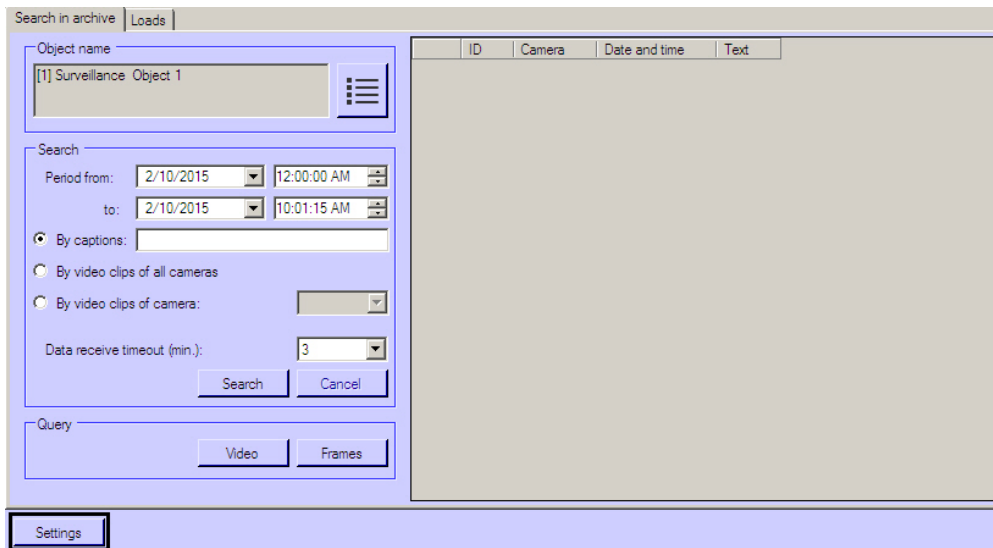 Search in archive Loads
Object name
[1] Surveillance Object 1
Search
Period from: 2/10/2015 12:00:00 AM
to: 2/10/2015 10:01:15 AM
By captions:
By video clips of all cameras
By video clips of camera:
Data receive timeout (min.): 3
Search Cancel
Query
Video Frames
ID Camera Date and time Text
Settings